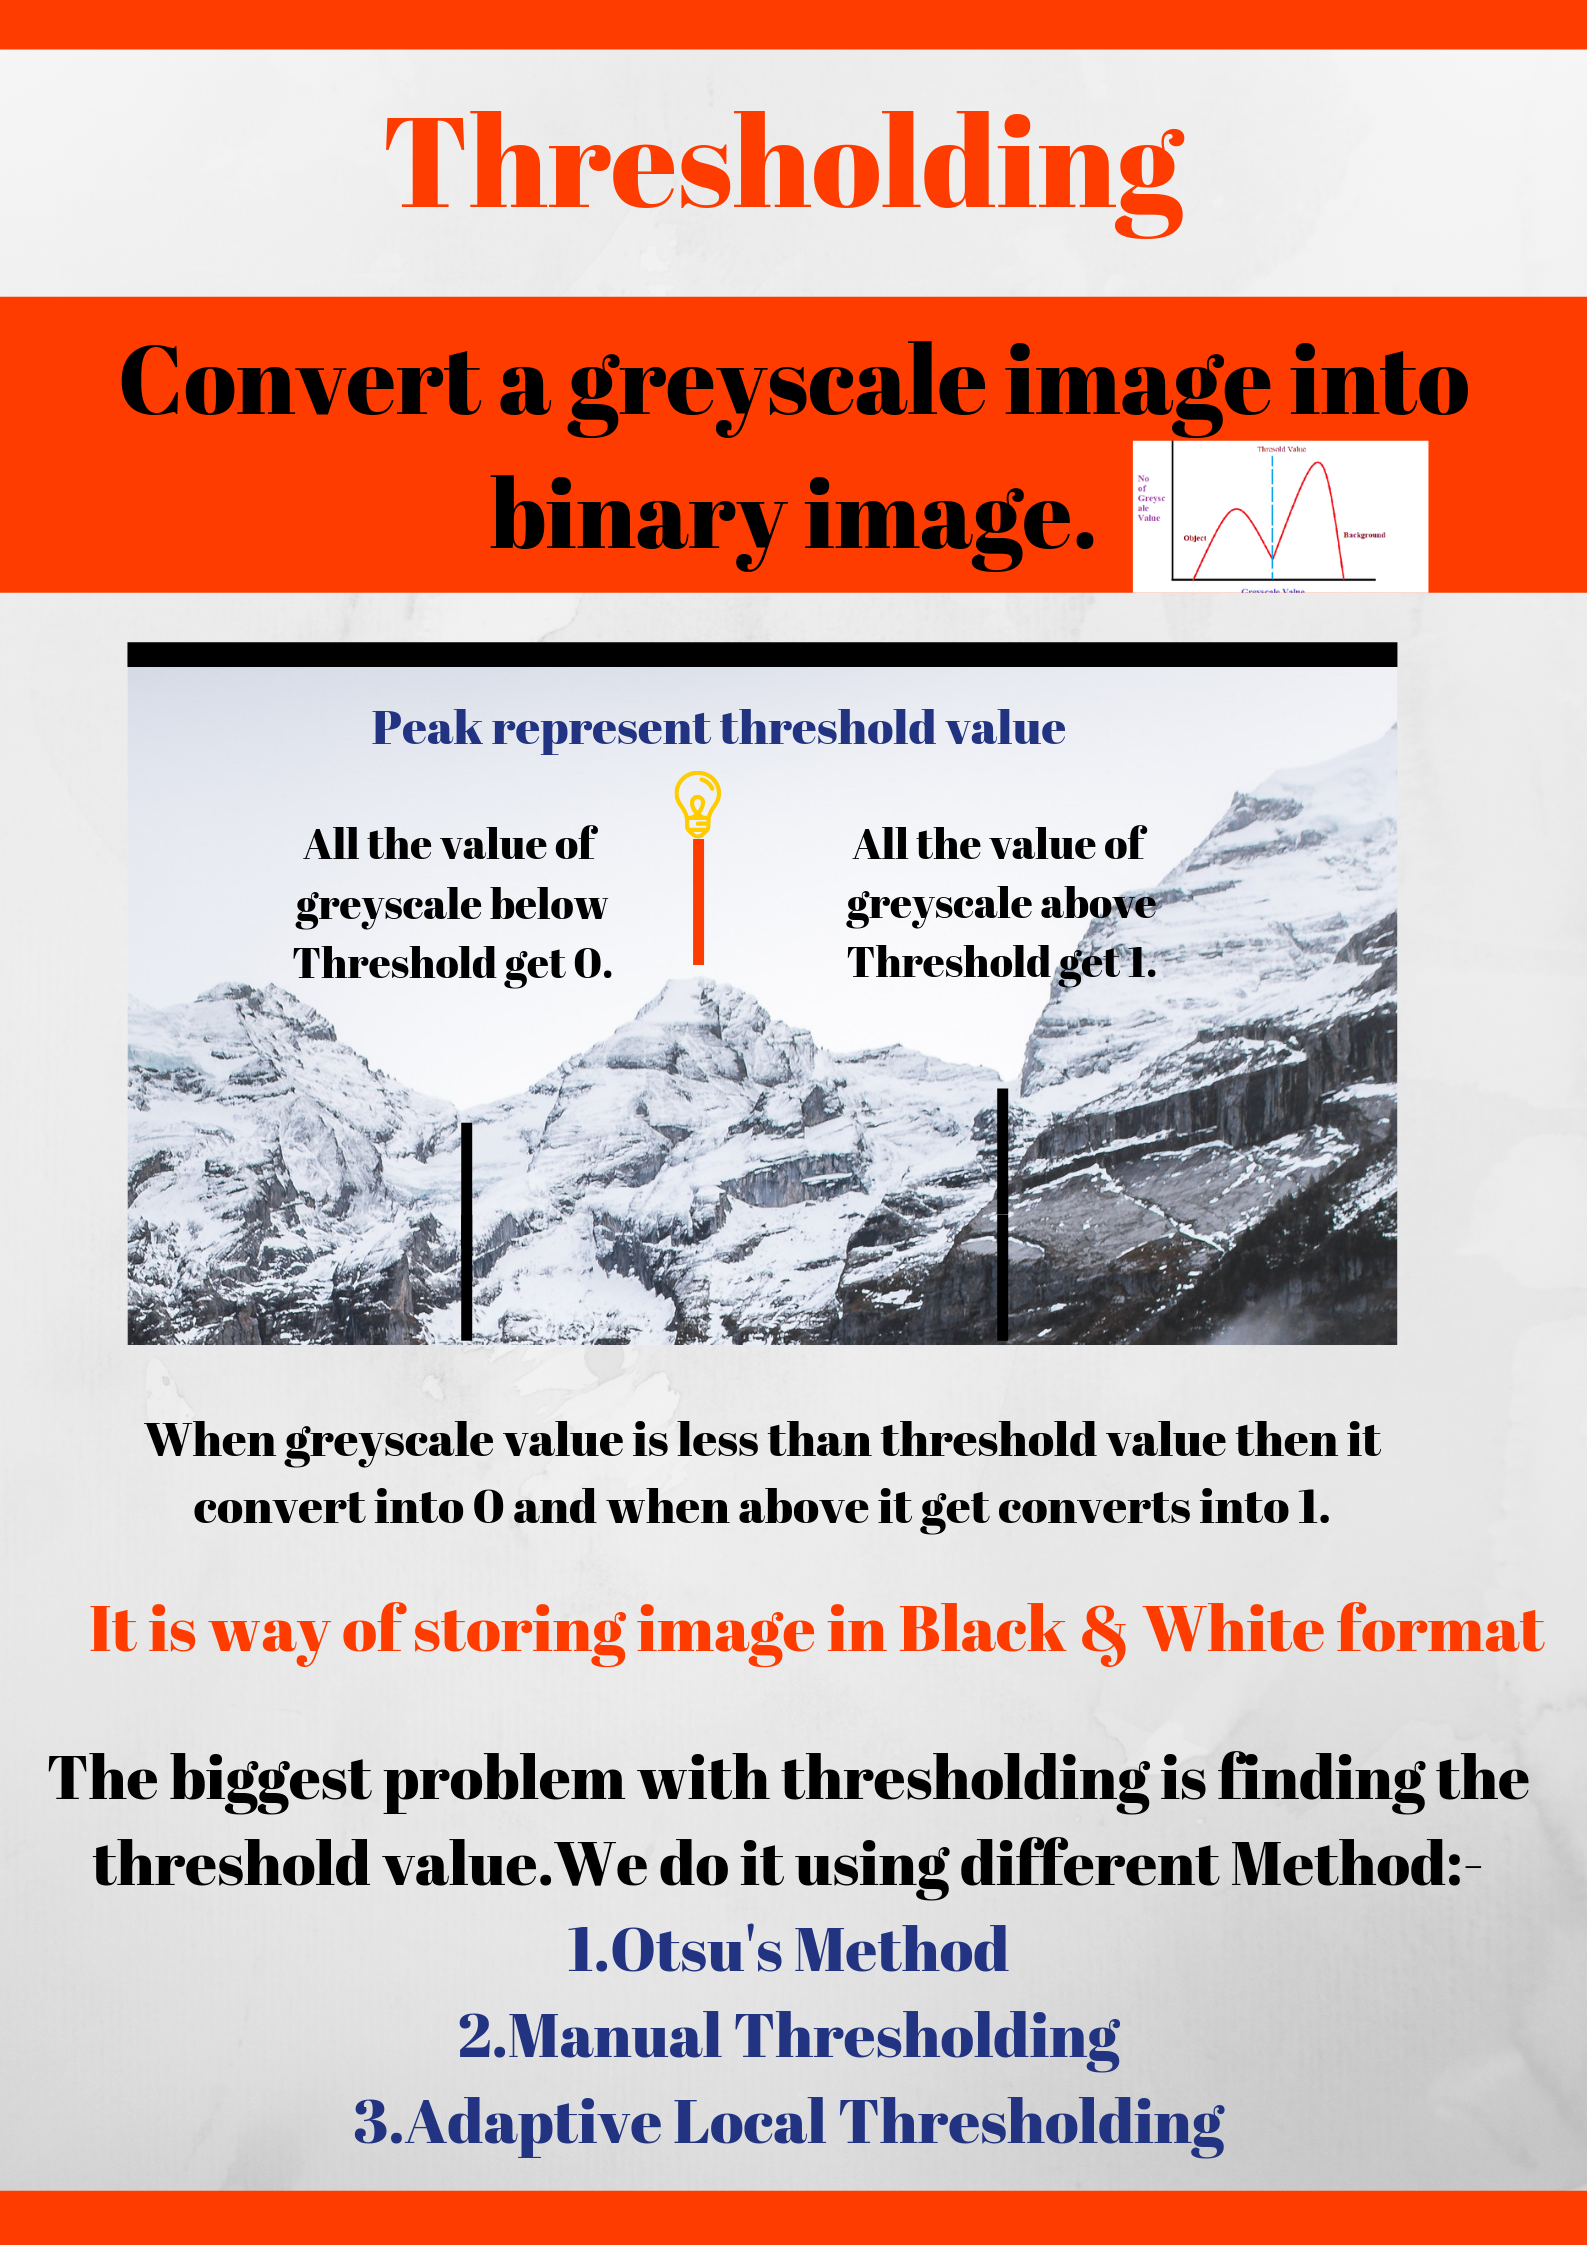 Thresholding
Convert a greyscale image into
binary image.
Thresold Value
No
of
Greysc
ale
Value
Object
Background
Greyscale Value
Peak represent threshold value
All the value of
greyscale below
Threshold get 0.
All the value of
greyscale above
Threshold get 1.
When greyscale value is less than threshold value then it
convert into 0 and when above it get converts into 1.
It is way of storing image in Black & White format
The biggest problem with thresholding is finding the
threshold value. We do it using different Method:-
1.Otsu's Method
2.Manual Thresholding
3.Adaptive Local Thresholding